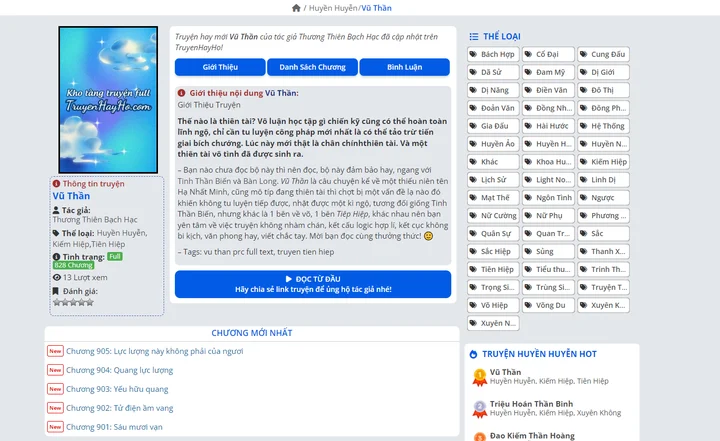 / Huyền Huyễn/Vũ Thần
Kho tàng truyện full
TruyenHayHo.com
Thông tin truyện
Vũ Thần
Tác giả:
Thương Thiên Bạch Hạc
Thể loại: Huyền Huyễn,
Kiếm Hiệp,Tiên Hiệp
Tình trạng: Full
828 Chương
13 Lượt xem
Đánh giá:
Truyện hay mới Vũ Thần của tác giả Thương Thiên Bạch Hạc đã cập nhật trên
TruyenHayHo!
Giới Thiệu
Danh Sách Chương
Bình Luận
Giới thiệu nội dung Vũ Thần:
Giới Thiệu Truyện
Thế nào là thiên tài? Võ luận học tập gì chiến kỹ cũng có thể hoàn toàn
lĩnh ngộ, chỉ cần tu luyện công pháp mới nhất là có thể tảo trừ tiến
giai bích chướng. Lúc này mới thật là chân chínhthiên tài. Và một
thiên tài vô tình đã được sinh ra.
– Bạn nào chưa đọc bộ này thì nên đọc, bộ này đảm bảo hay, ngang với
Tinh Thần Biến và Bàn Long. Vũ Thần là câu chuyện kể về một thiếu niên tên
Hạ Nhất Minh, cũng mô típ đang thiên tài thì chợt bị một vấn đề lạ nào đó
khiến không tu luyện tiếp được, nhặt được một kì ngộ, tương đối giống Tinh
Thần Biến, nhưng khác là 1 bên về võ, 1 bên Tiếp Hiệp, khác nhau nên bạn
yên tâm về việc truyện không nhàm chán, kết cấu logic hợp lí, kết cục không
bi kịch, văn phong hay, viết chắc tay. Mời bạn đọc cùng thưởng thức!
– Tags: vu than prc full text, truyen tien hiep
ĐỌC TỪ ĐẦU
Hãy chia sẻ link truyện để ủng hộ tác giả nhé!
CHƯƠNG MỚI NHẤT
New Chương 905: Lực lượng này không phải của ngươi
New Chương 904: Quang lực lượng
New Chương 903: Yếu hữu quang
New Chương 902: Tử điện ầm vang
New Chương 901: Sáu mươi vạn
THỂ LOẠI
Bách Hợp
Cổ Đại
Cung Đấu
Dã Sử
Đam Mỹ
Dị Giới
Dị Năng
Điền Văn
Đô Thị
Đoản Văn
Đồng Nh...
Đông Ph...
Gia Đấu
Hài Hước
Hệ Thống
Huyền Ảo
Huyền H...
Huyền N...
Khác
Khoa Hu...
Kiếm Hiệp
Lịch Sử
Light No...
Linh Dị
Mạt Thế
Ngôn Tình
Ngược
Nữ Cường
Nữ Phụ
Phương ...
Quân Sự
Quan Tr...
Sắc
Sắc Hiệp
Sủng
Thanh X...
Tiên Hiệp
Tiểu thu...
Trinh Th...
Trọng Si...
Trùng Si...
Truyện T...
Võ Hiệp
Võng Du
Xuyên K...
Xuyên N...
TRUYỆN HUYỀN HUYỄN HOT
1 Vũ Thần
Huyền Huyễn, Kiếm Hiệp, Tiên Hiệp
2 Triệu Hoán Thần Binh
Huyền Huyễn, Kiếm Hiệp, Xuyên Không
3 Đao Kiếm Thần Hoàng